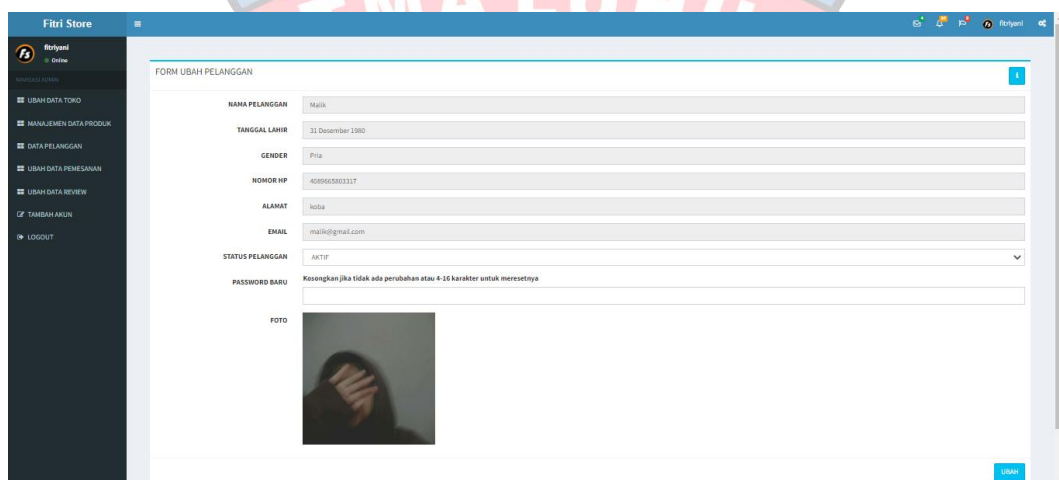 Fitri Store
fitriyani
fitriyani
Online
NAVIGASI ADMIN
UBAH DATA TOKO
MANAJEMEN DATA PRODUK
DATA PELANGGAN
UBAH DATA PEMESANAN
UBAH DATA REVIEW
TAMBAH AKUN
LOGOUT
FORM UBAH PELANGGAN
NAMA PELANGGAN Malik
TANGGAL LAHIR 31 Desember 1980
GENDER Pria
NOMOR HP 4089665803317
ALAMAT koba
EMAIL malik@gmail.com
STATUS PELANGGAN AKTIF
PASSWORD BARU Kosongkan jika tidak ada perubahan atau 4-16 karakter untuk meresetnya
FOTO
UBAH